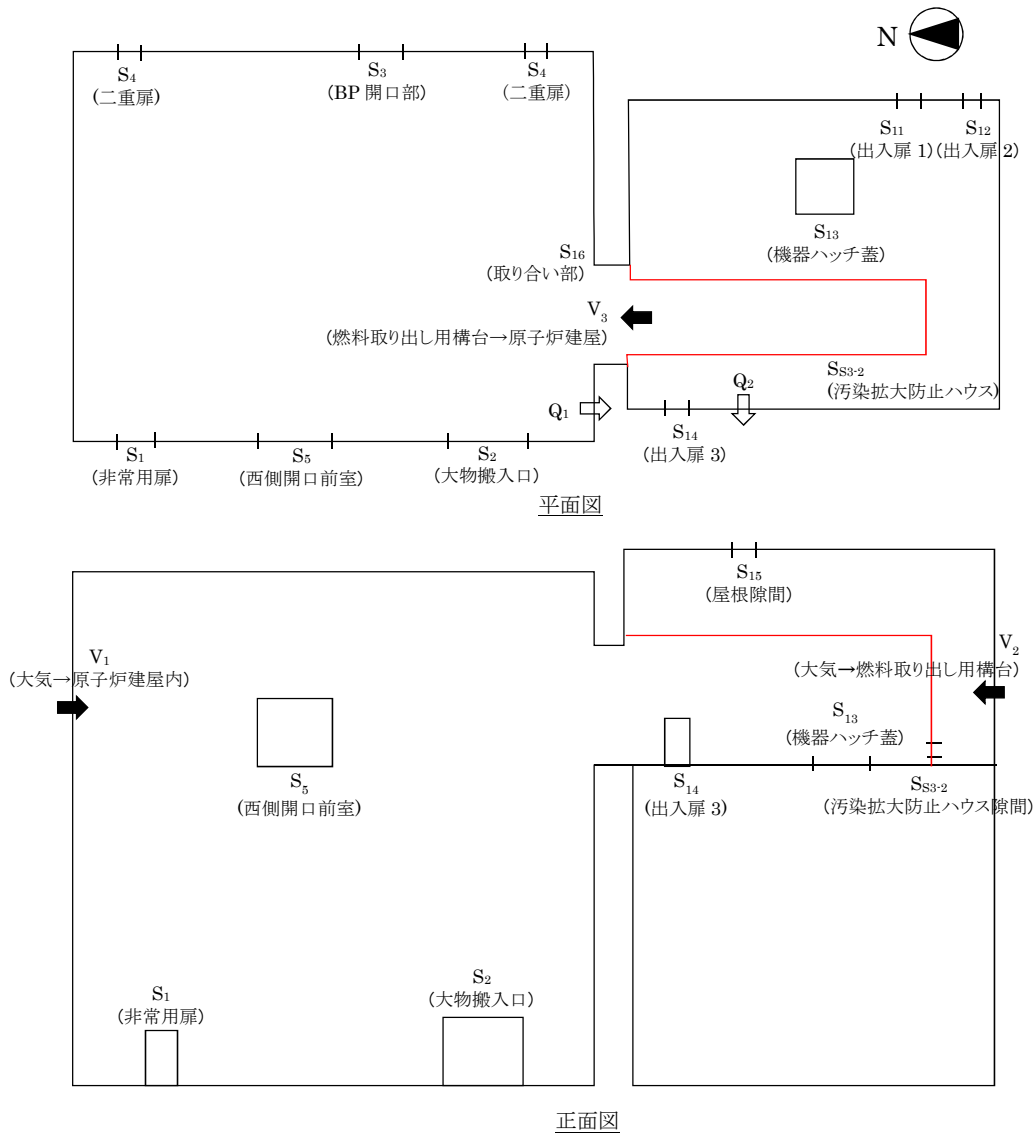 N
S4
(二重扉)
S3
(BP 開口部)
S4
(二重扉)
S11
(出入扉 1)
S12
(出入扉 2)
S13
(機器ハッチ蓋)
S16
(取り合い部)
V3
(燃料取り出し用構台→原子炉建屋)
SS3-2
(汚染拡大防止ハウス)
Q1
Q2
S14
(出入扉 3)
S1
(非常用扉)
S5
(西側開口前室)
S2
(大物搬入口)
平面図
S15
(屋根隙間)
V1
(大気→原子炉建屋内)
V2
(大気→燃料取り出し用構台)
S13
(機器ハッチ蓋)
S5
(西側開口前室)
S14
(出入扉 3)
SS3-2
(汚染拡大防止ハウス隙間)
S1
(非常用扉)
S2
(大物搬入口)
正面図